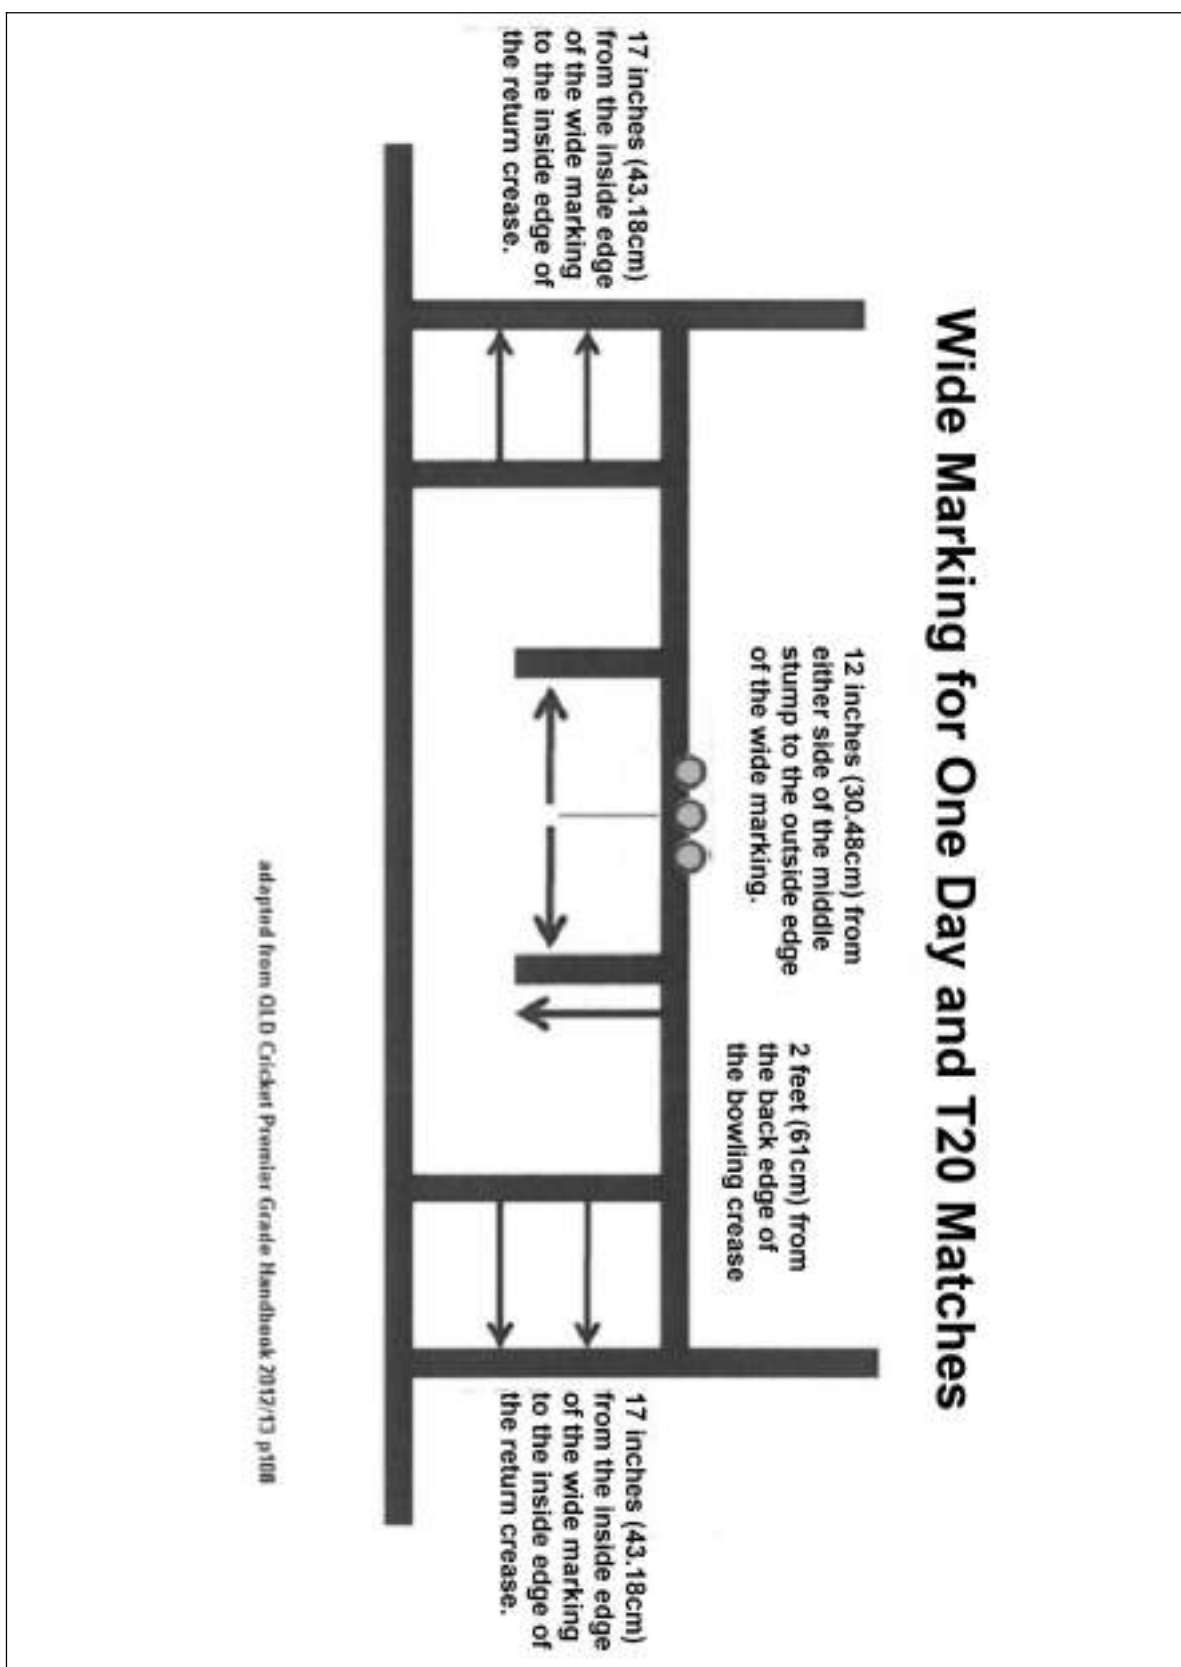 Wide Marking for One Day and T20 Matches
12 inches (30.48cm) from
either side of the middle
stump to the outside edge
of the wide marking.
2 feet (61cm) from
the back edge of
the bowling crease
17 inches (43.18cm)
from the inside edge
of the wide marking
to the inside edge of
the return crease.
17 inches (43.18cm)
from the inside edge
of the wide marking
to the inside edge of
the return crease.
adapted from QLD Cricket Premier Grade Handbook 2012/13 p108